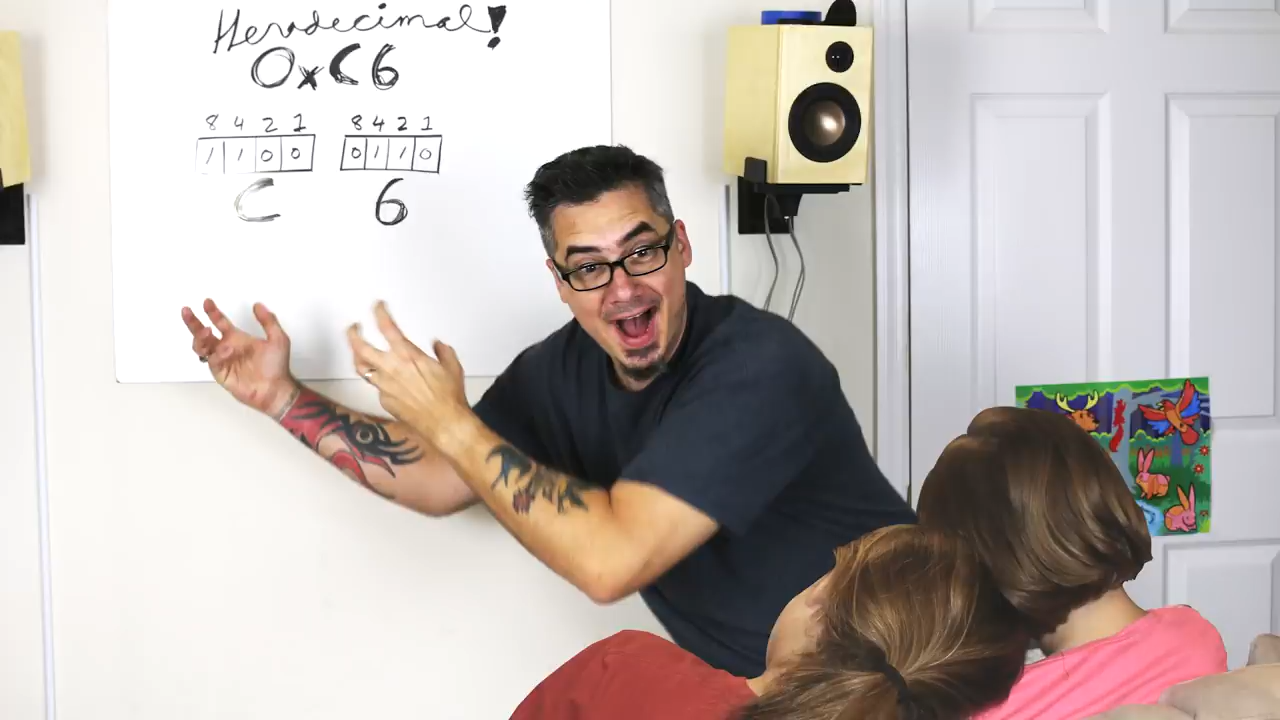 Hexadecimal!
0xC6
8 4 2 1 8 4 2 1
1 1 0 0 0 1 1 0
C 6